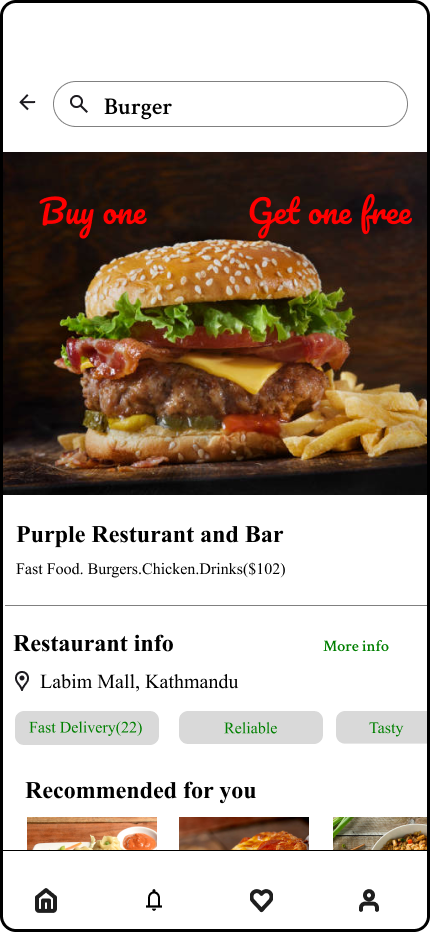 Burger
Buy one Get one free
Purple Resturant and Bar
Fast Food. Burgers.Chicken.Drinks($102)
Restaurant info More info
Labim Mall, Kathmandu
Fast Delivery(22) Reliable Tasty
Recommended for you